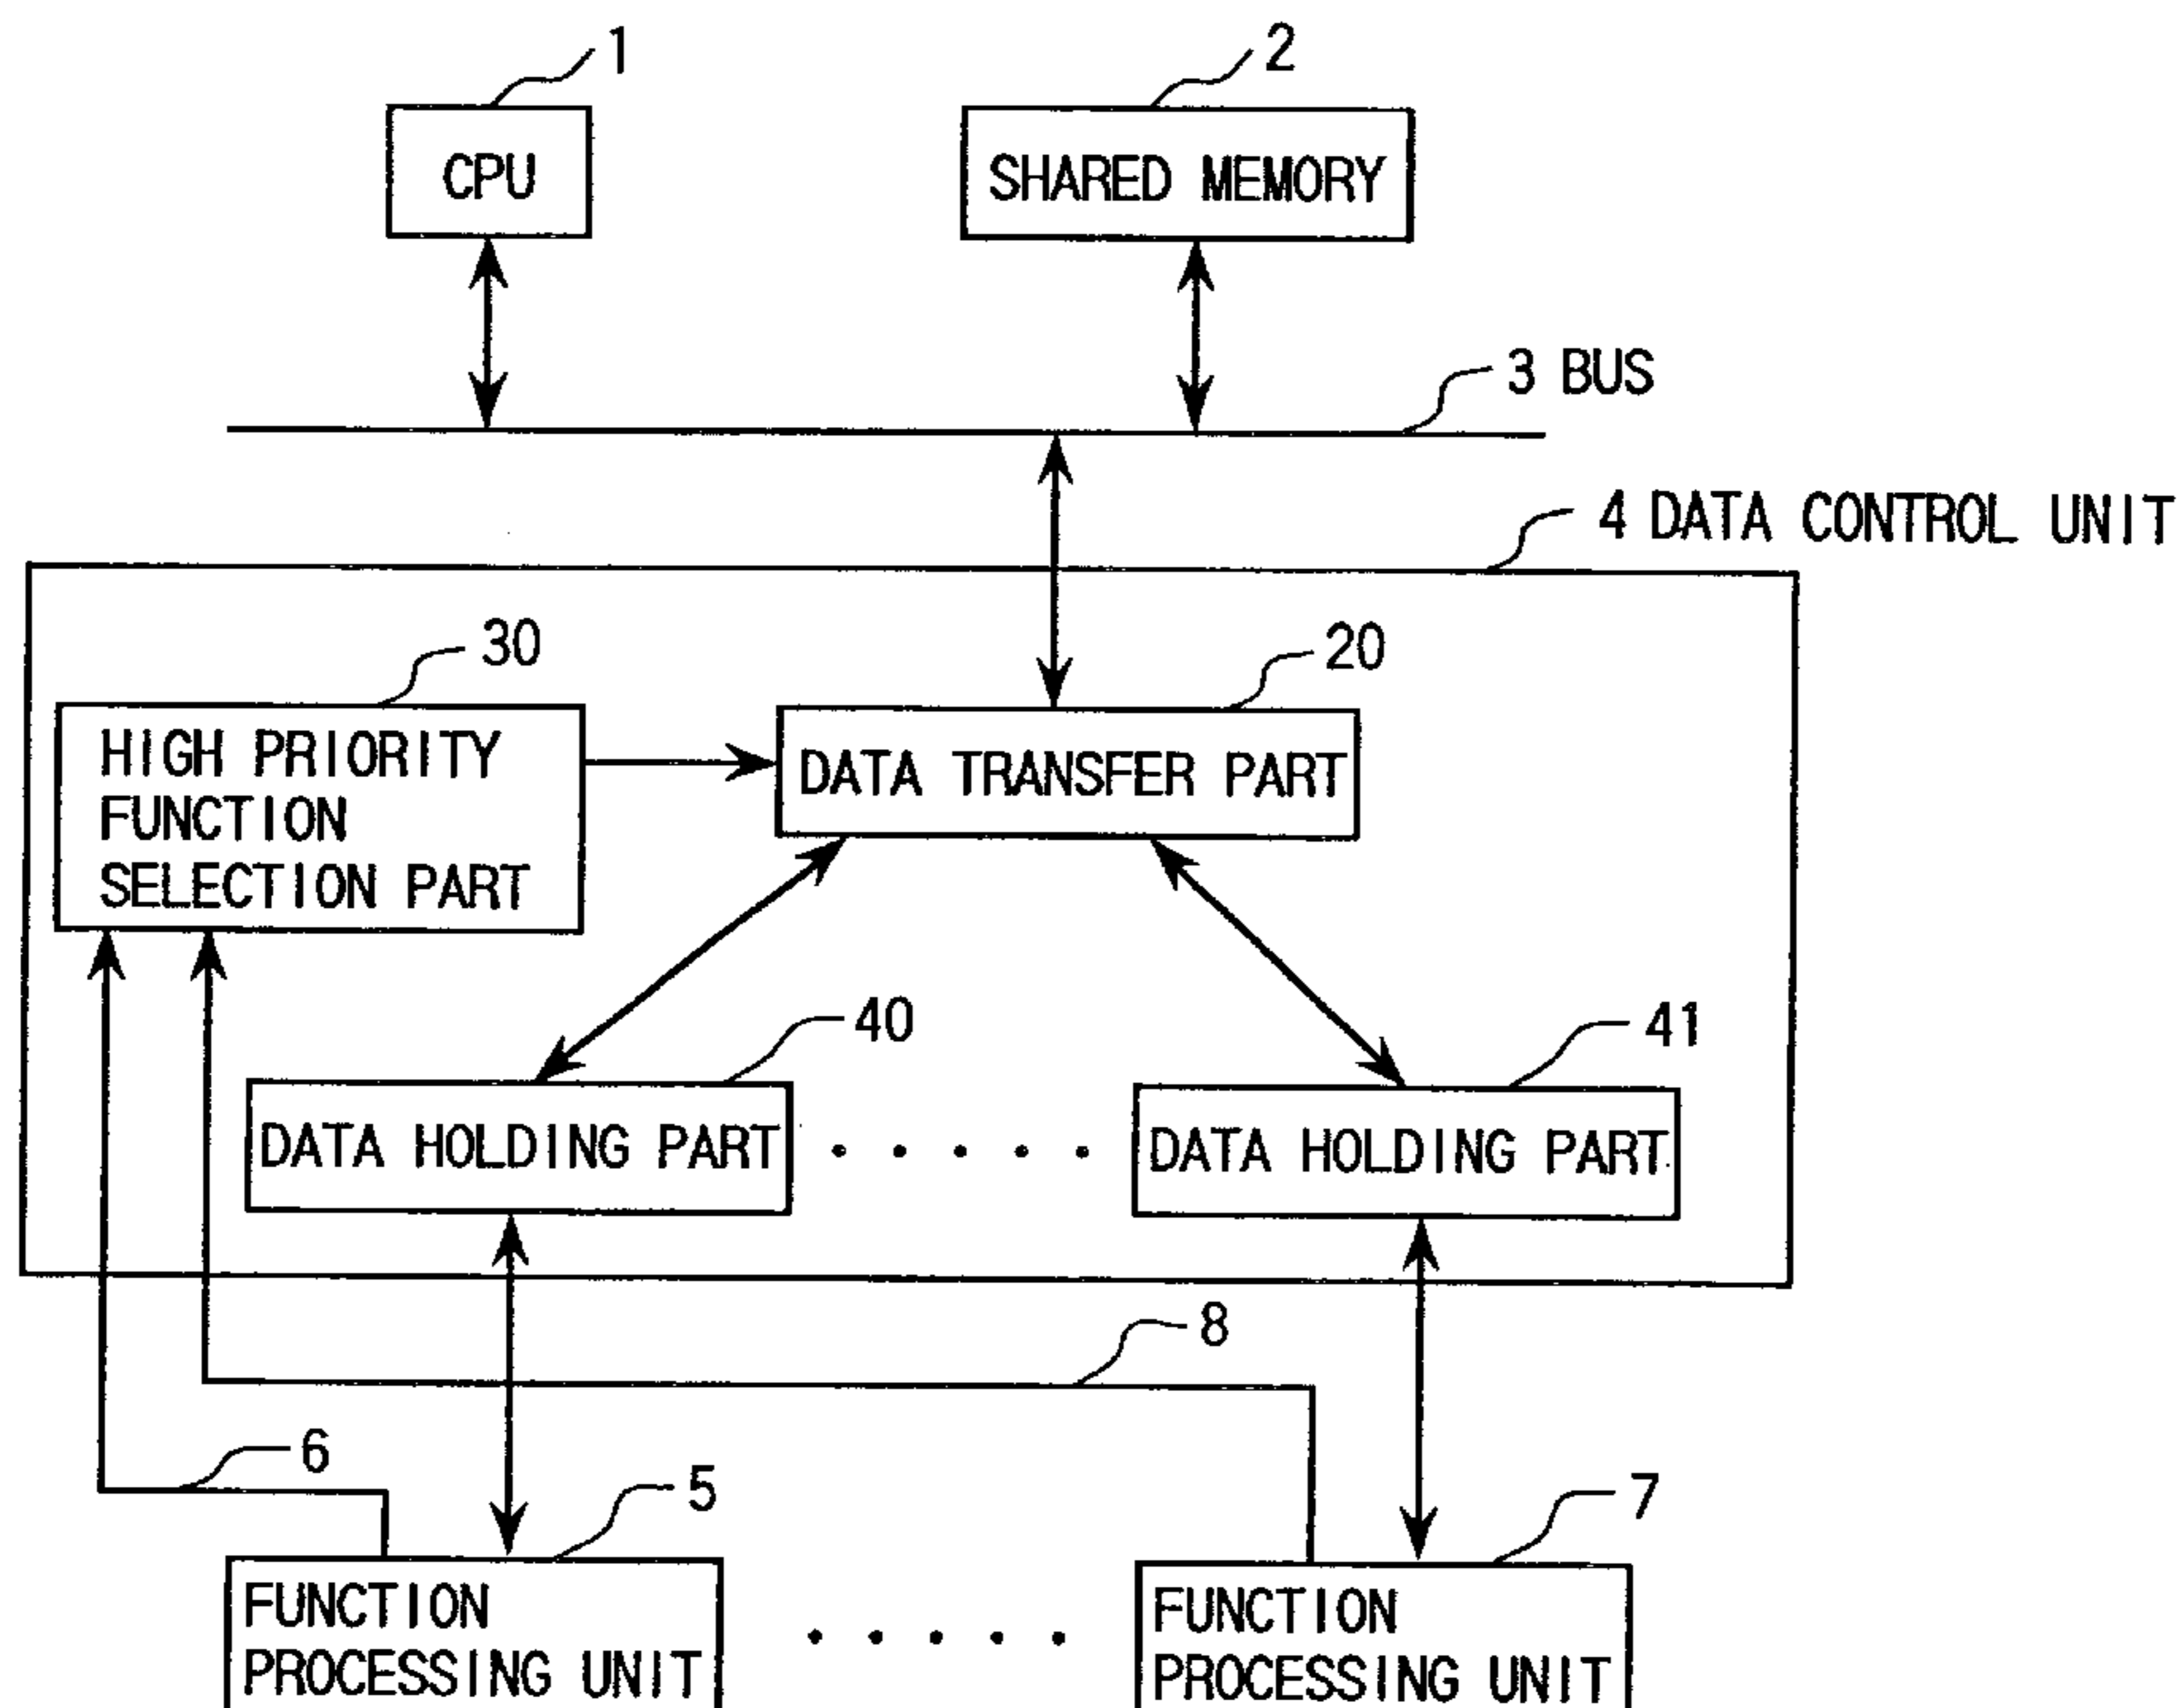 1
2
CPU
SHARED MEMORY
3 BUS
4 DATA CONTROL UNIT
30
20
HIGH PRIORITY
FUNCTION
SELECTION PART
DATA TRANSFER PART
40
41
DATA HOLDING PART
DATA HOLDING PART
8
6
5
7
FUNCTION
PROCESSING UNIT
FUNCTION
PROCESSING UNIT